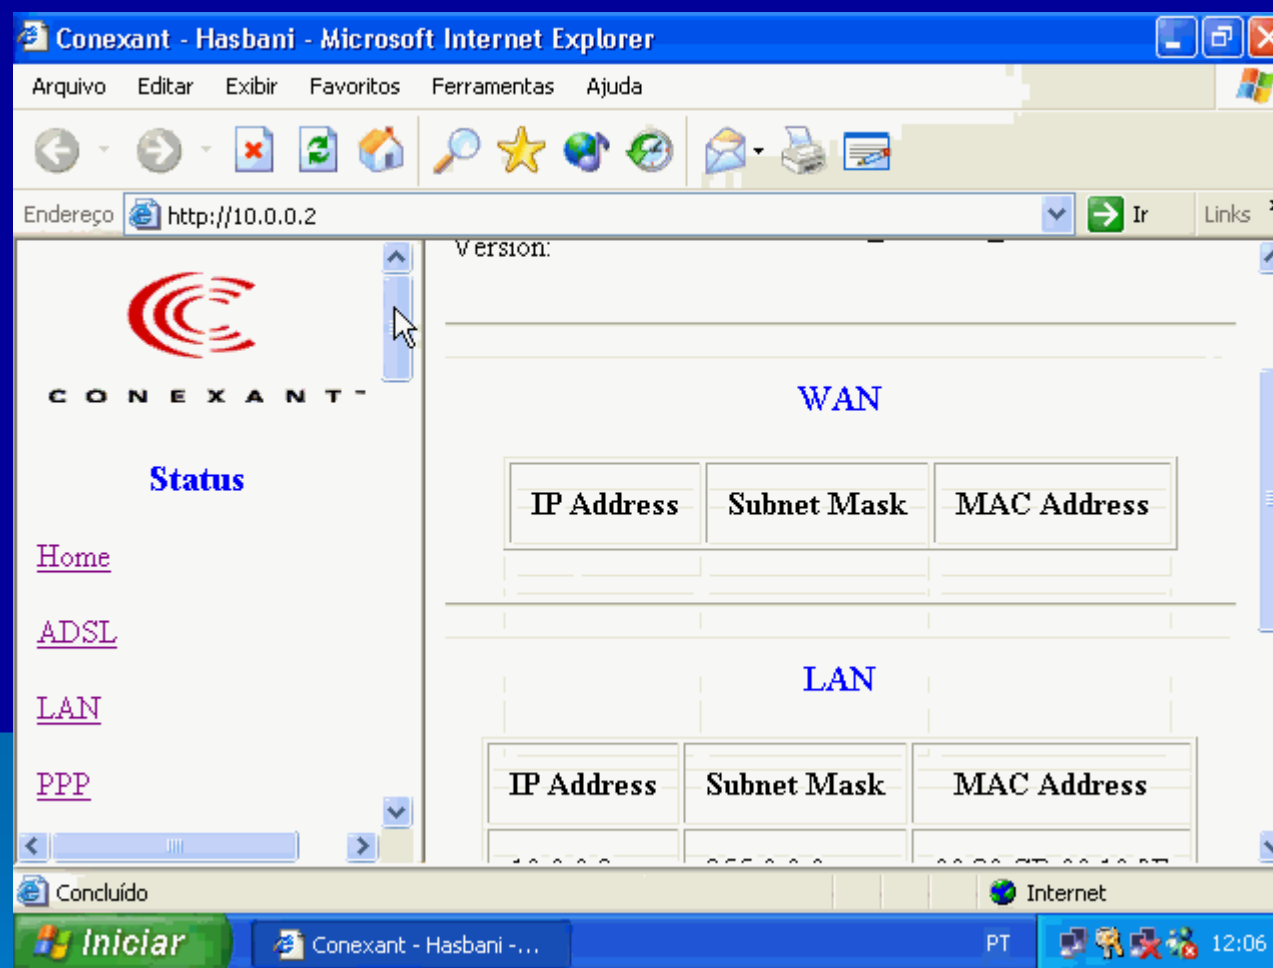 Conexant - Hasbani - Microsoft Internet Explorer
Arquivo Editar Exibir Favoritos Ferramentas Ajuda
Endereço http://10.0.0.2 Ir Links
CONEXANT™
Status
Home
ADSL
LAN
PPP
Version:
WAN
IP Address Subnet Mask MAC Address
LAN
IP Address Subnet Mask MAC Address
Concluído Internet
Iniciar Conexant - Hasbani -... PT 12:06